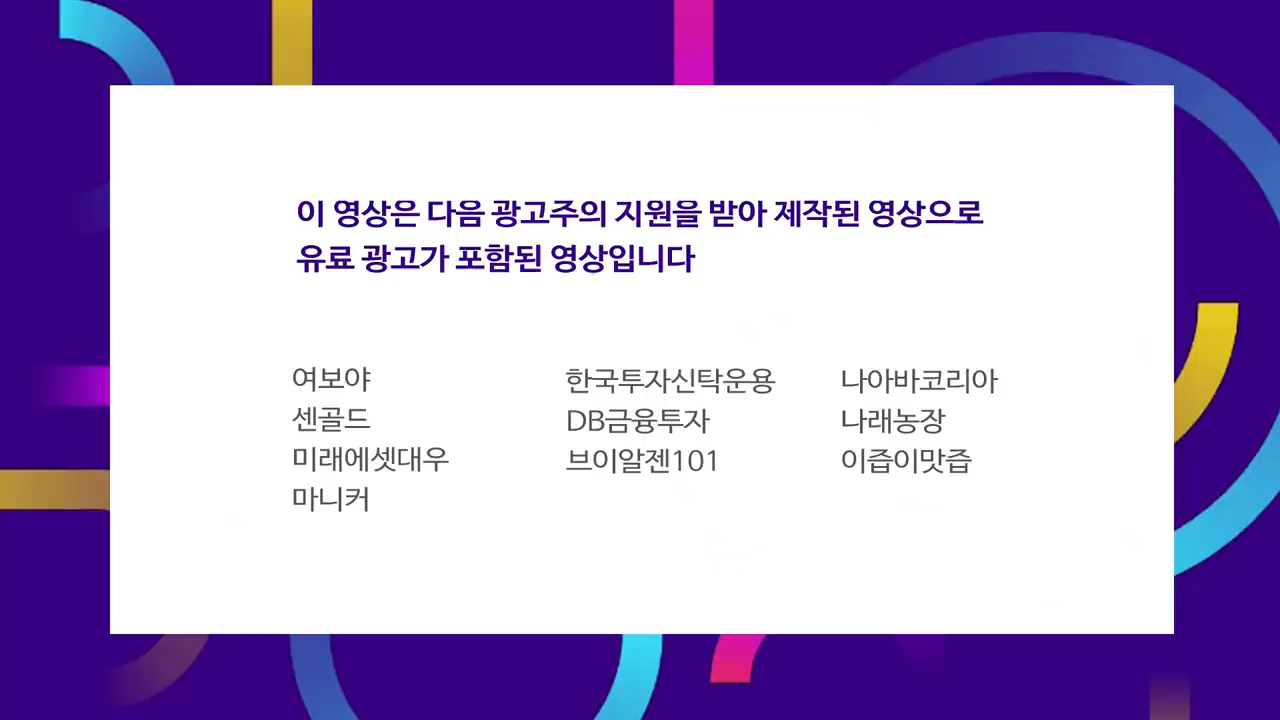 이 영상은 다음 광고주의 지원을 받아 제작된 영상으로
유료 광고가 포함된 영상입니다
여보야
센골드
미래에셋대우
마니커
한국투자신탁운용
DB금융투자
브이알젠101
나아바코리아
나래농장
이즙이맛즙